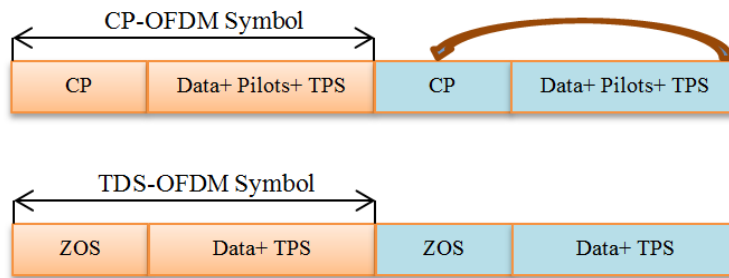 CP-OFDM Symbol
CP Data+ Pilots+ TPS CP Data+ Pilots+ TPS
TDS-OFDM Symbol
ZOS Data+ TPS ZOS Data+ TPS